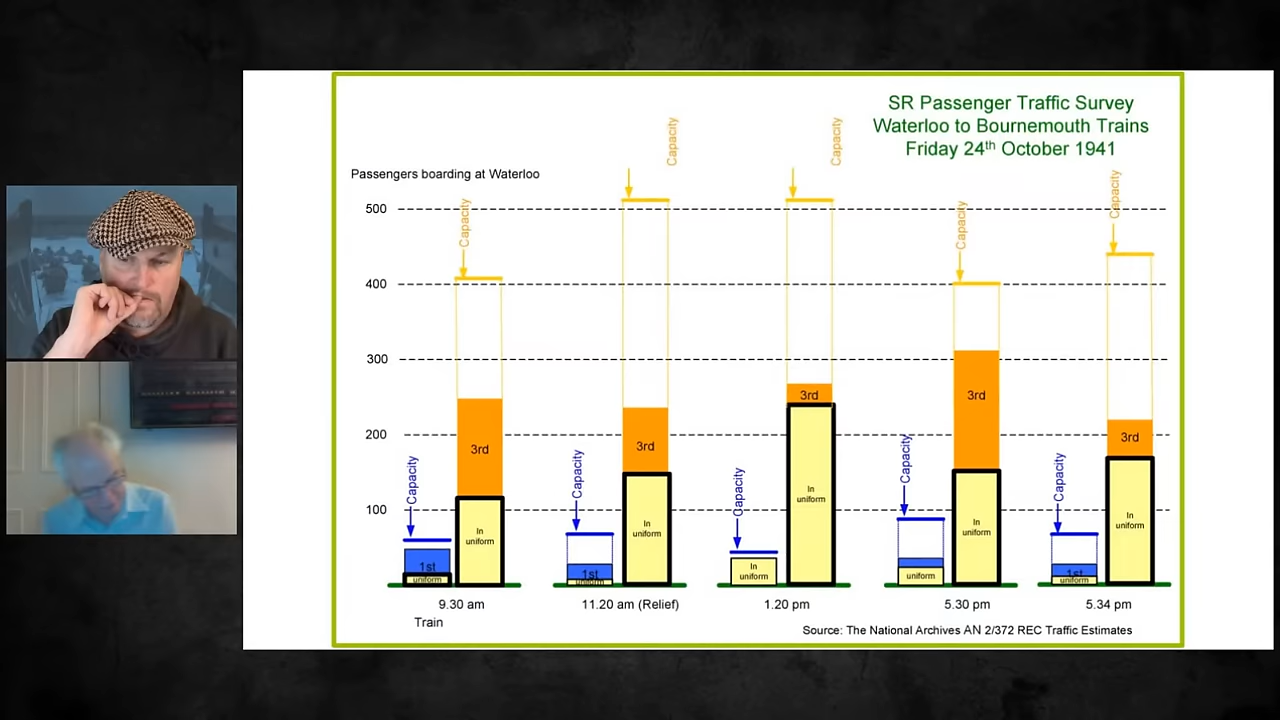 SR Passenger Traffic Survey
Waterloo to Bournemouth Trains
Friday 24th October 1941
Passengers boarding at Waterloo
500
400
300
200
100
Capacity
Capacity
Capacity
Capacity
Capacity
Capacity
Capacity
Capacity
Capacity
Capacity
3rd
3rd
3rd
3rd
3rd
1st
uniform
In
uniform
1st
uniform
In
uniform
In
uniform
In
uniform
uniform
In
uniform
1st
uniform
In
uniform
9.30 am
11.20 am (Relief)
1.20 pm
5.30 pm
5.34 pm
Train
Source: The National Archives AN 2/372 REC Traffic Estimates